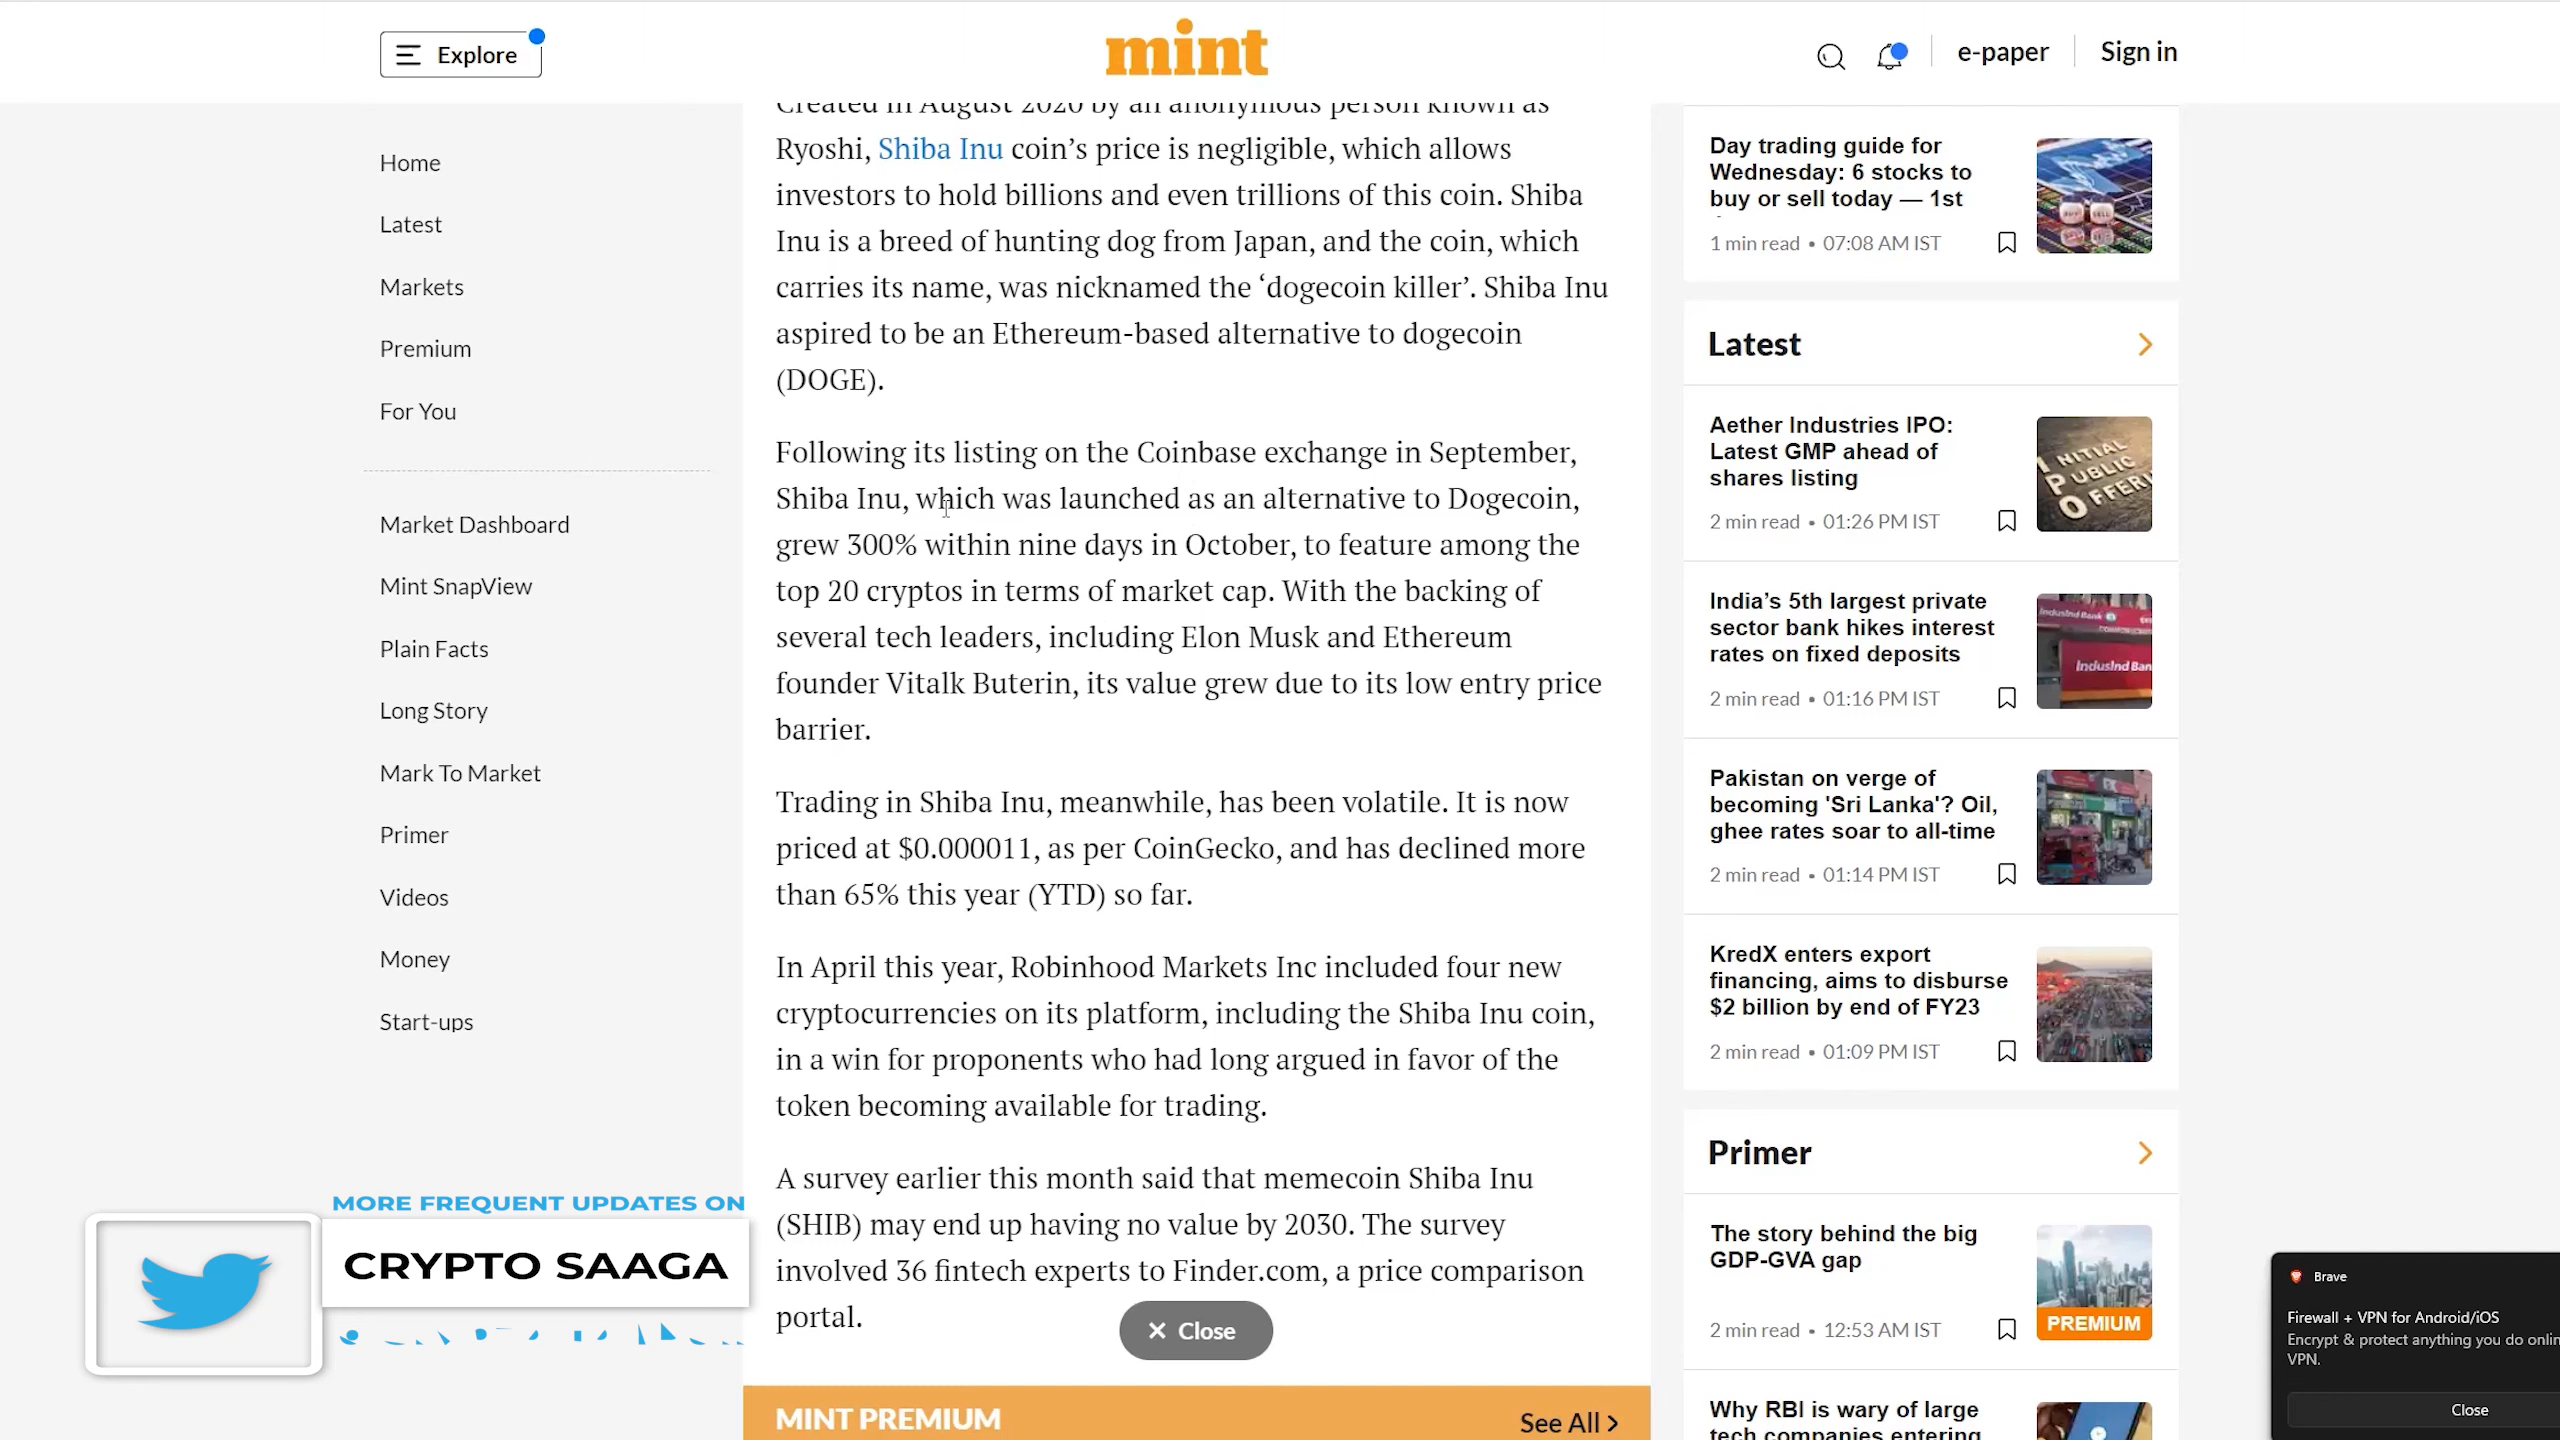 Explore
mint
e-paper
Sign in
Home
Latest
Markets
Premium
For You
Market Dashboard
Mint SnapView
Plain Facts
Long Story
Mark To Market
Primer
Videos
Money
Start-ups
MORE FREQUENT UPDATES ON
CRYPTO SAAGA
Created in August 2020 by an anonymous person known as
Ryoshi, Shiba Inu coin’s price is negligible, which allows
investors to hold billions and even trillions of this coin. Shiba
Inu is a breed of hunting dog from Japan, and the coin, which
carries its name, was nicknamed the ‘dogecoin killer’. Shiba Inu
aspired to be an Ethereum-based alternative to dogecoin
(DOGE).
Following its listing on the Coinbase exchange in September,
Shiba Inu, which was launched as an alternative to Dogecoin,
grew 300% within nine days in October, to feature among the
top 20 cryptos in terms of market cap. With the backing of
several tech leaders, including Elon Musk and Ethereum
founder Vitalk Buterin, its value grew due to its low entry price
barrier.
Trading in Shiba Inu, meanwhile, has been volatile. It is now
priced at $0.000011, as per CoinGecko, and has declined more
than 65% this year (YTD) so far.
In April this year, Robinhood Markets Inc included four new
cryptocurrencies on its platform, including the Shiba Inu coin,
in a win for proponents who had long argued in favor of the
token becoming available for trading.
A survey earlier this month said that memecoin Shiba Inu
(SHIB) may end up having no value by 2030. The survey
involved 36 fintech experts to Finder.com, a price comparison
portal.
Close
MINT PREMIUM
See All
Day trading guide for
Wednesday: 6 stocks to
buy or sell today — 1st
1 min read • 07:08 AM IST
Latest
Aether Industries IPO:
Latest GMP ahead of
shares listing
2 min read • 01:26 PM IST
INITIAL
PUBLIC
India’s 5th largest private
sector bank hikes interest
rates on fixed deposits
2 min read • 01:16 PM IST
IndusInd Bank
IndusInd Ban
Pakistan on verge of
becoming 'Sri Lanka'? Oil,
ghee rates soar to all-time
2 min read • 01:14 PM IST
KredX enters export
financing, aims to disburse
$2 billion by end of FY23
2 min read • 01:09 PM IST
Primer
The story behind the big
GDP-GVA gap
2 min read • 12:53 AM IST
PREMIUM
Why RBI is wary of large
tech companies entering
Brave
Firewall + VPN for Android/iOS
Encrypt & protect anything you do onlin
VPN.
Close